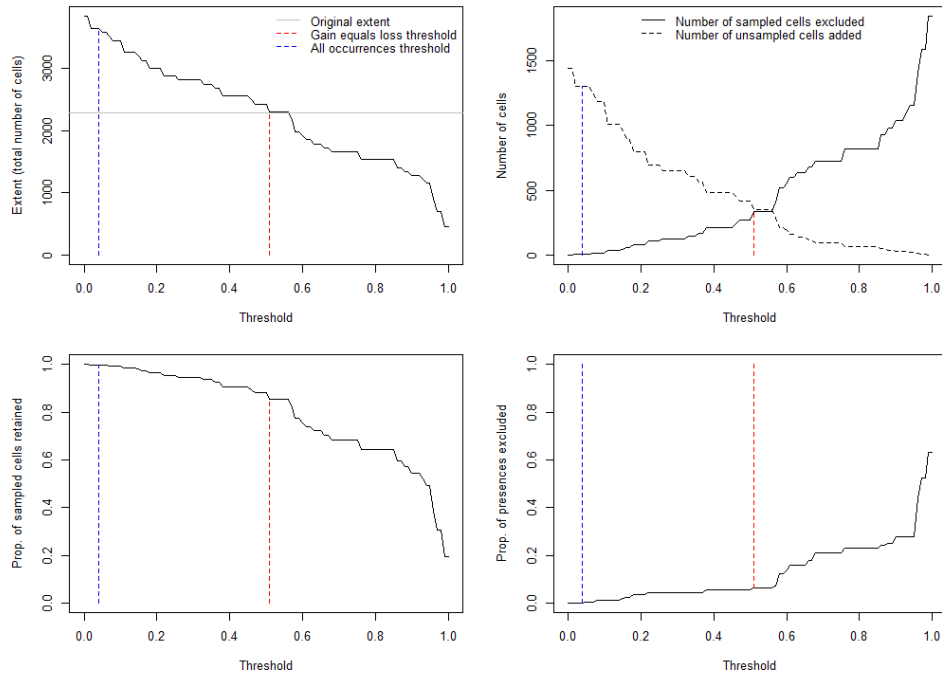 Original extent
Gain equals loss threshold
All occurrences threshold
Extent (total number of cells)
0 1000 2000 3000
0.0 0.2 0.4 0.6 0.8 1.0
Threshold
Number of sampled cells excluded
Number of unsampled cells added
Number of cells
0 500 1000 1500
0.0 0.2 0.4 0.6 0.8 1.0
Threshold
Prop. of sampled cells retained
0.0 0.2 0.4 0.6 0.8 1.0
0.0 0.2 0.4 0.6 0.8 1.0
Threshold
Prop. of presences excluded
0.0 0.2 0.4 0.6 0.8 1.0
0.0 0.2 0.4 0.6 0.8 1.0
Threshold